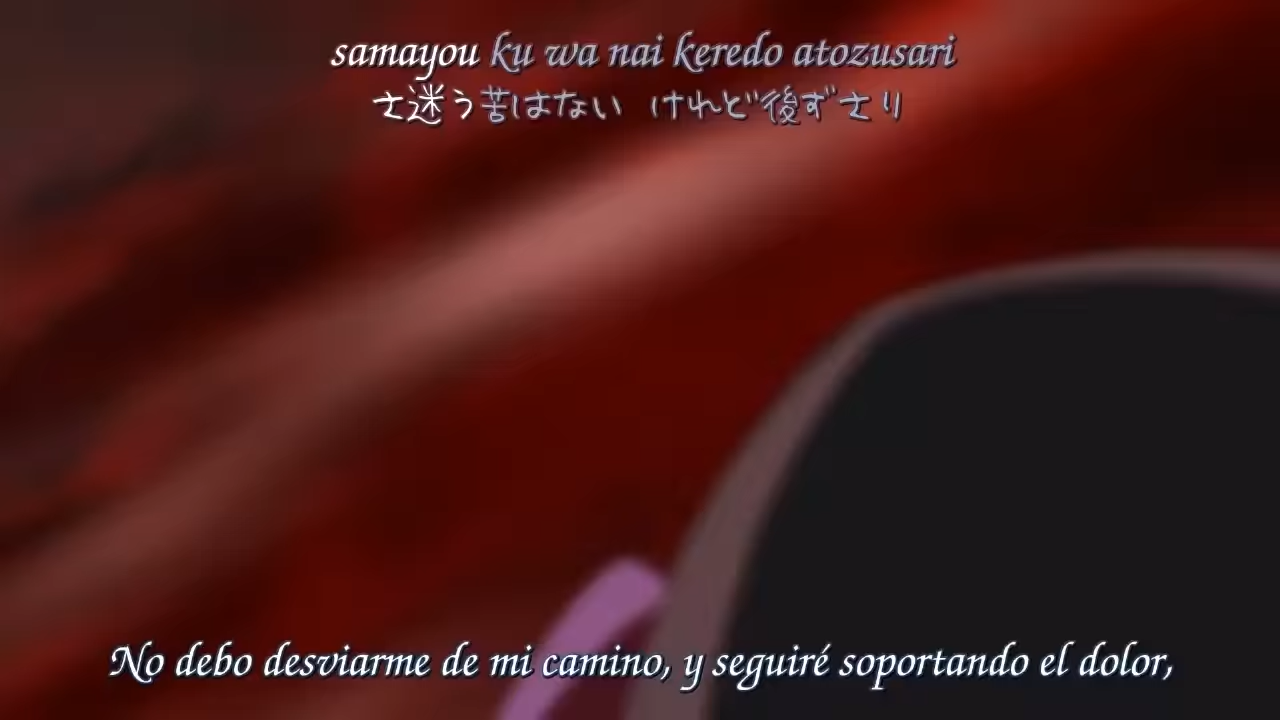 samayou ku wa nai keredo atozusari
さ迷う苦はない けれど後ずさり
No debo desviarme de mi camino, y seguiré soportando el dolor,